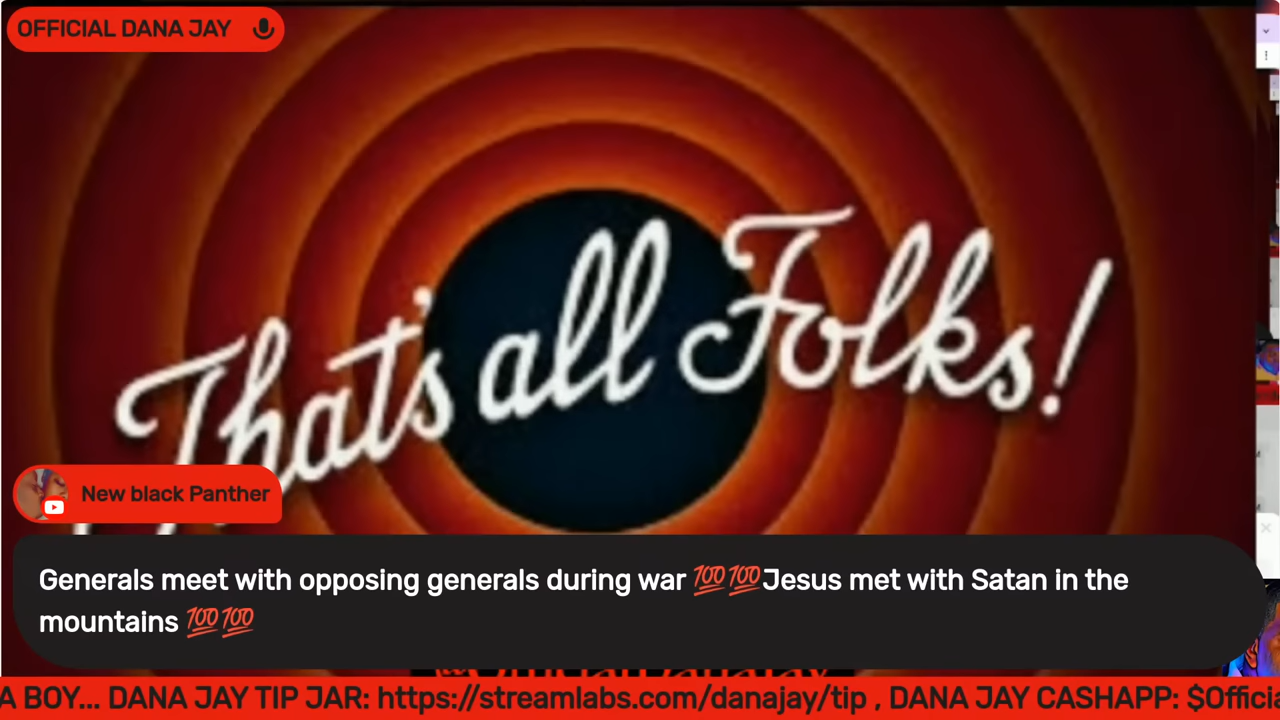 OFFICIAL DANA JAY
That's all Folks!
New black Panther
Generals meet with opposing generals during war 💯💯Jesus met with Satan in the
mountains 💯💯
A BOY... DANA JAY TIP JAR: https://streamlabs.com/danajay/tip , DANA JAY CASHAPP: $Officia